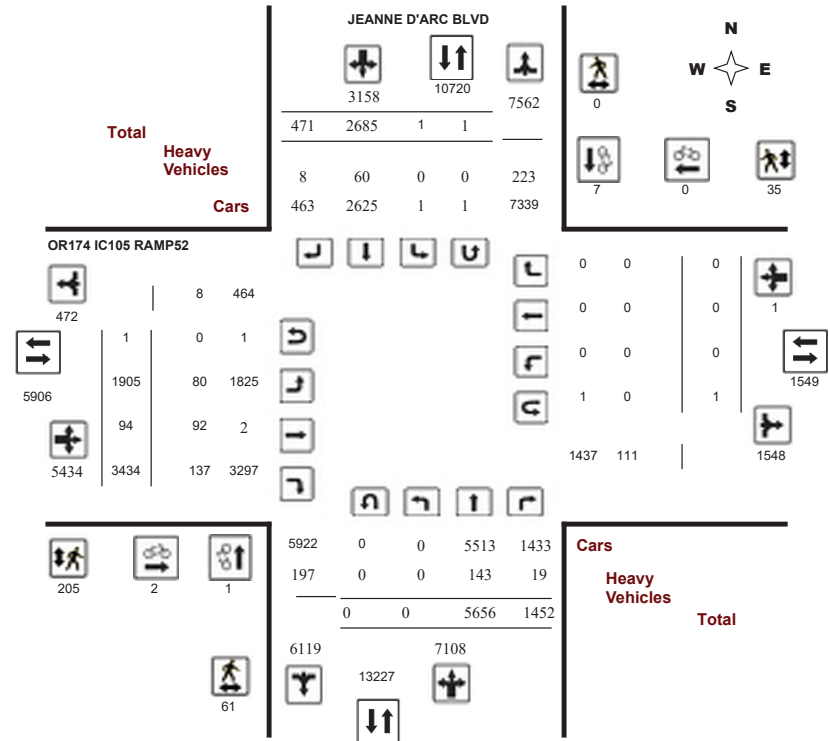 JEANNE D'ARC BLVD
N
W E
S
3158 10720 7562
0
Total 471 2685 1 1
Heavy
Vehicles
8 60 0 0 223
Cars 463 2625 1 1 7339
7 0 35
OR174 IC105 RAMP52
472 8 464
0 0 0
1
1 0 1
0 0 0
5906 1905 80 1825
0 0 0
1549
94 92 2
1 0 1
5434 3434 137 3297
1437 111 1548
5922 0 0 5513 1433 Cars
197 0 0 143 19 Heavy
Vehicles
0 0 5656 1452 Total
205 2 1
6119 13227 7108
61